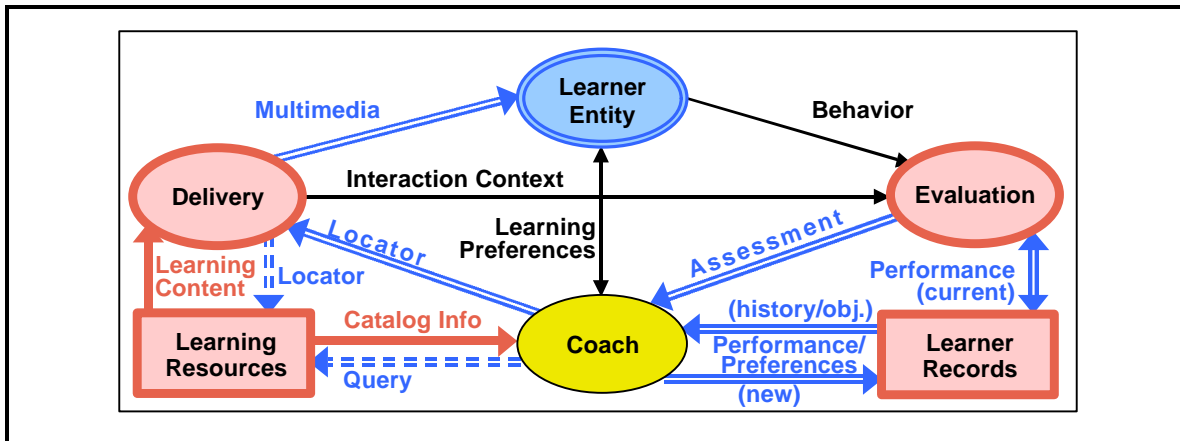 Learner
Entity
Multimedia
Behavior
Delivery
Interaction Context
Evaluation
Learning
Preferences
Locator
Assessment
Learning
Content
Locator
Performance
(current)
Learning
Resources
Catalog Info
Query
Coach
(history/obj.)
Performance/
Preferences
(new)
Learner
Records